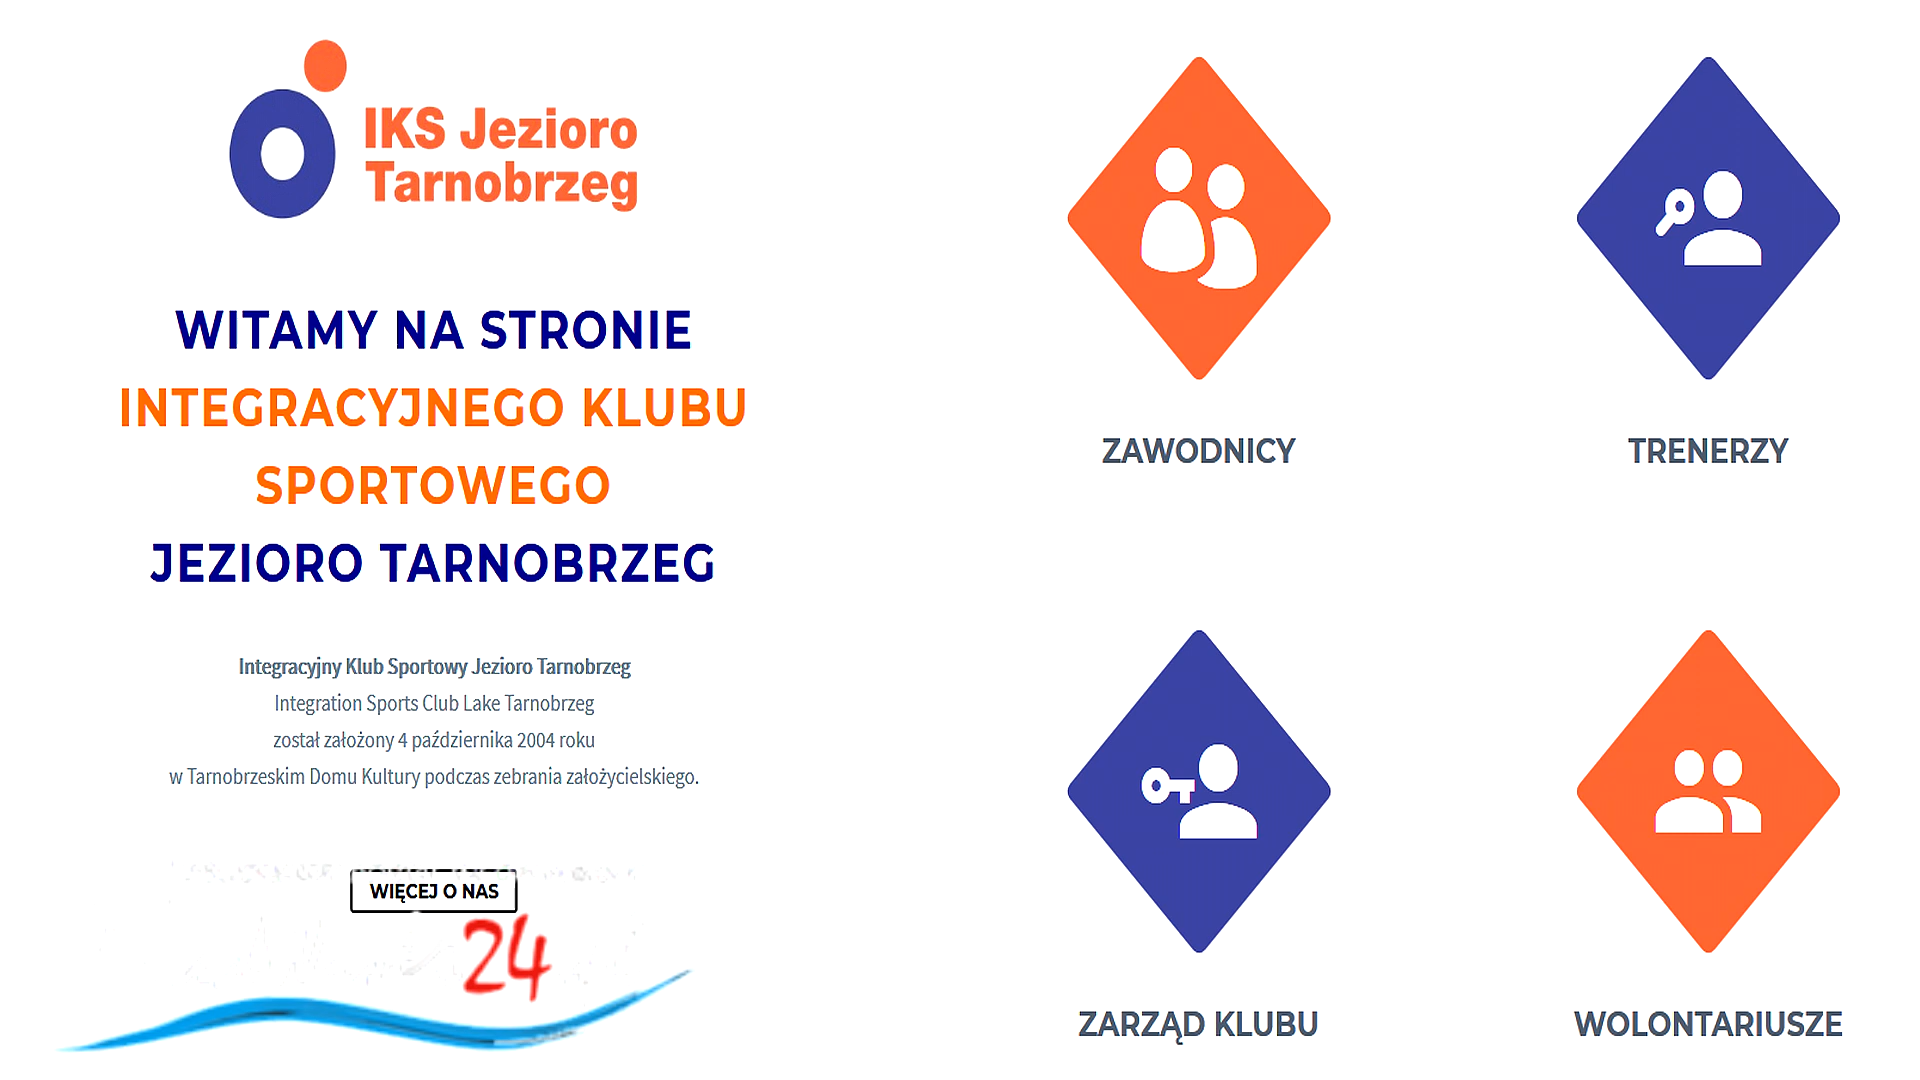 IKS Jezioro
Tarnobrzeg
WITAMY NA STRONIE
INTEGRACYJNEGO KLUBU
SPORTOWEGO
JEZIORO TARNOBRZEG
Integracyjny Klub Sportowy Jezioro Tarnobrzeg
Integration Sports Club Lake Tarnobrzeg
został założony 4 października 2004 roku
w Tarnobrzeskim Domu Kultury podczas zebrania założycielskiego.
WIĘCEJ O NAS
24
ZAWODNICY
TRENERZY
ZARZĄD KLUBU
WOLONTARIUSZE